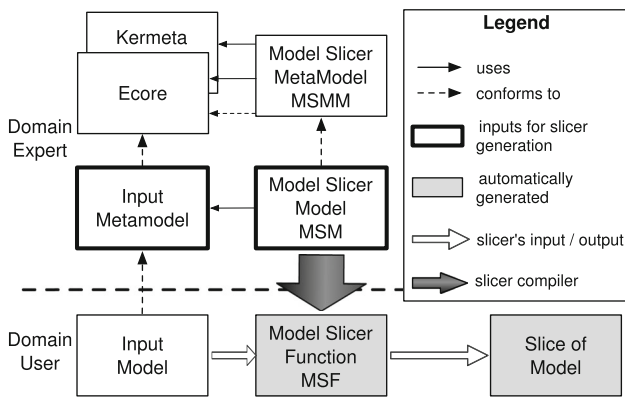 Kermeta
Ecore
Model Slicer
MetaModel
MSMM
Domain
Expert
Input
Metamodel
Model Slicer
Model
MSM
Domain
User
Input
Model
Model Slicer
Function
MSF
Slice of
Model
Legend
uses
conforms to
inputs for slicer
generation
automatically
generated
slicer's input / output
slicer compiler